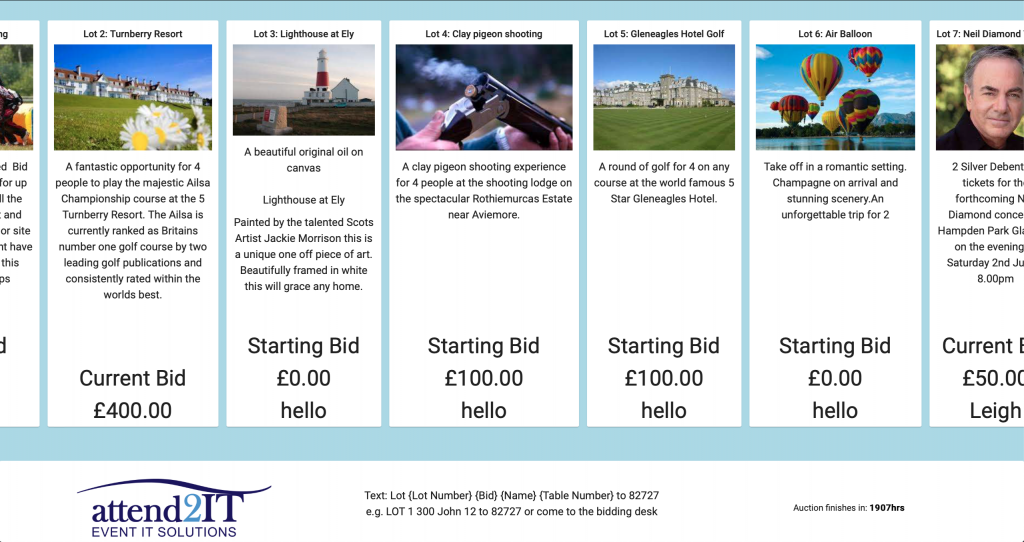 ng
ed Bid
for up
ll the
t and
or site
nt have
this
ps
d
Lot 2: Turnberry Resort
A fantastic opportunity for 4
people to play the majestic Ailsa
Championship course at the 5
Turnberry Resort. The Ailsa is
currently ranked as Britains
number one golf course by two
leading golf publications and
consistently rated within the
worlds best.
Current Bid
£400.00
Lot 3: Lighthouse at Ely
A beautiful original oil on
canvas
Lighthouse at Ely
Painted by the talented Scots
Artist Jackie Morrison this is
a unique one off piece of art.
Beautifully framed in white
this will grace any home.
Starting Bid
£0.00
hello
Lot 4: Clay pigeon shooting
A clay pigeon shooting experience
for 4 people at the shooting lodge on
the spectacular Rothiemurcas Estate
near Aviemore.
Starting Bid
£100.00
hello
Lot 5: Gleneagles Hotel Golf
A round of golf for 4 on any
course at the world famous 5
Star Gleneagles Hotel.
Starting Bid
£100.00
hello
Lot 6: Air Balloon
Take off in a romantic setting.
Champagne on arrival and
stunning scenery.An
unforgettable trip for 2
Starting Bid
£0.00
hello
Lot 7: Neil Diamond
2 Silver Debent
tickets for the
forthcoming N
Diamond conce
Hampden Park Gla
on the evening
Saturday 2nd Ju
8.00pm
Current B
£50.00
Leigh
attend2IT
EVENT IT SOLUTIONS
Text: Lot {Lot Number} {Bid} {Name} {Table Number} to 82727
e.g. LOT 1 300 John 12 to 82727 or come to the bidding desk
Auction finishes in: 1907hrs